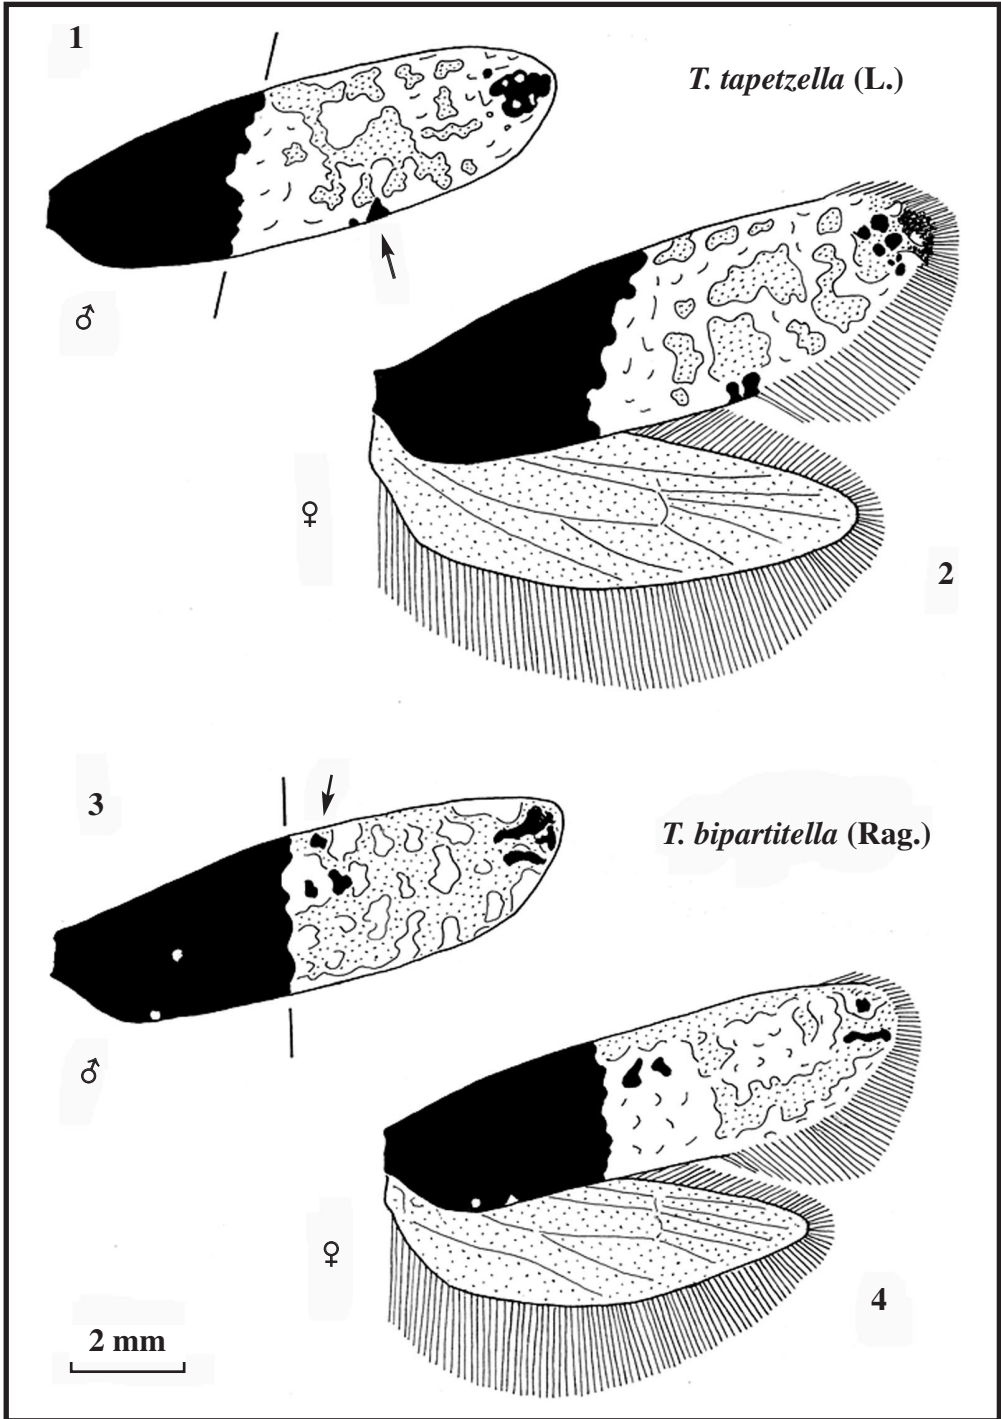 1
T. tapetzella (L.)
♂
♀
2
3
T. bipartitella (Rag.)
♂
♀
4
2 mm